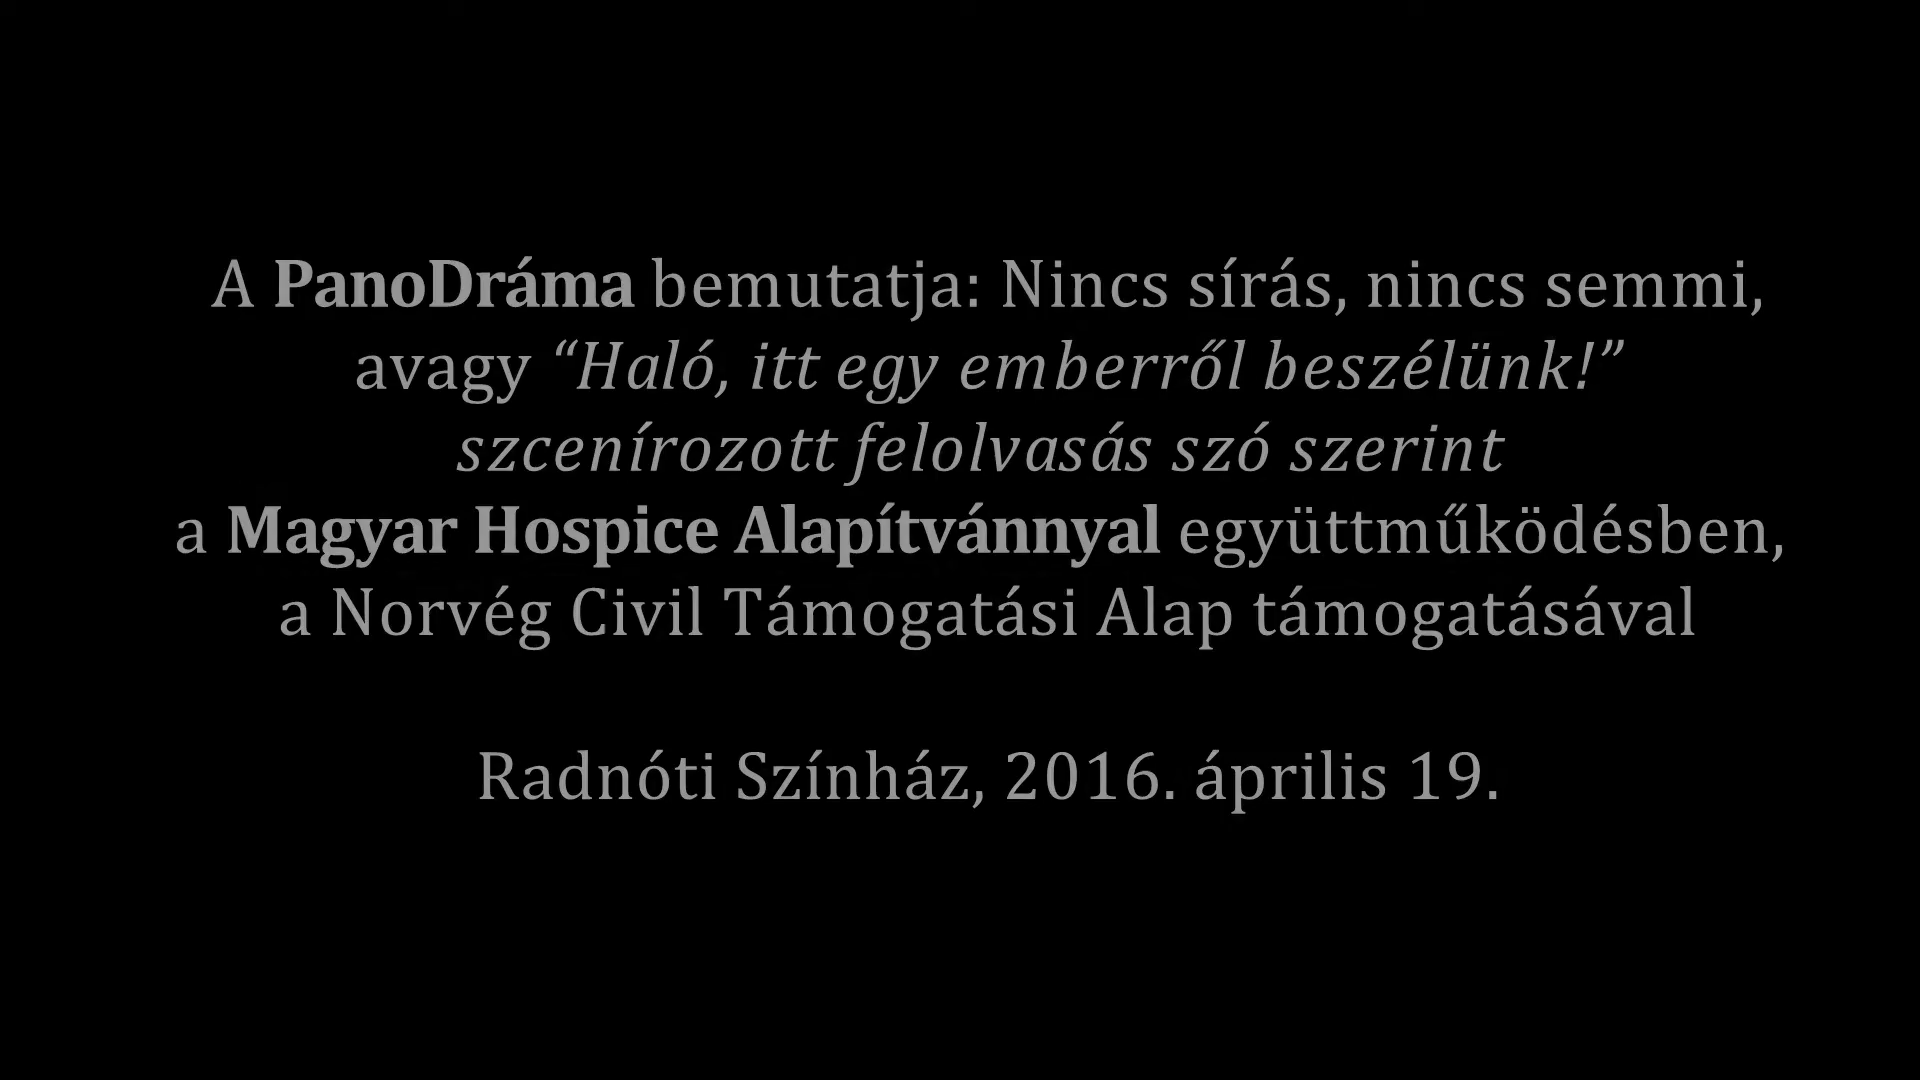 A PanoDráma bemutatja: Nincs sírás, nincs semmi,
avagy “Haló, itt egy emberről beszélünk!”
szcenírozott felolvasás szó szerint
a Magyar Hospice Alapítvánnyal együttműködésben,
a Norvég Civil Támogatási Alap támogatásával
Radnóti Színház, 2016. április 19.